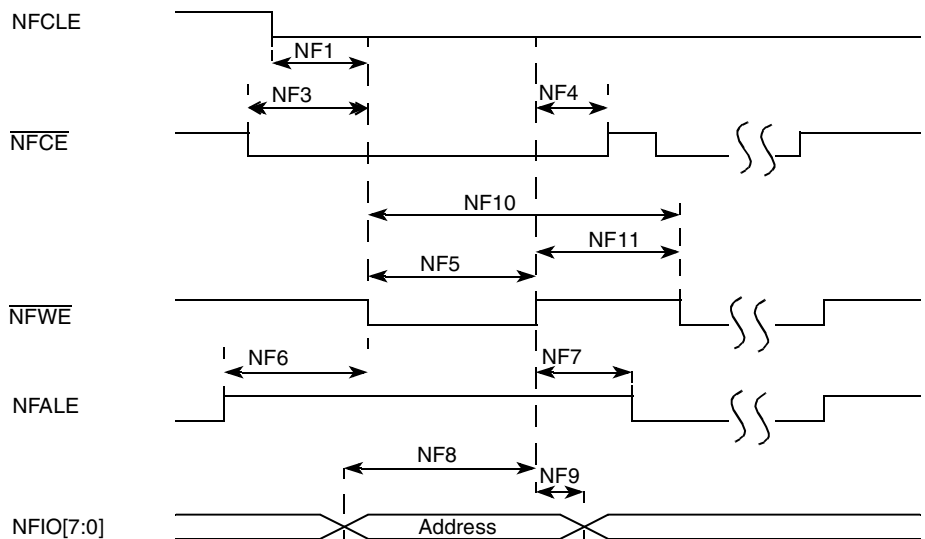 NFCLE
NF1
NF3
NF4
NFCE
NF10
NF11
NF5
NFWE
NF6
NF7
NFALE
NF8
NF9
NFIO[7:0]
Address